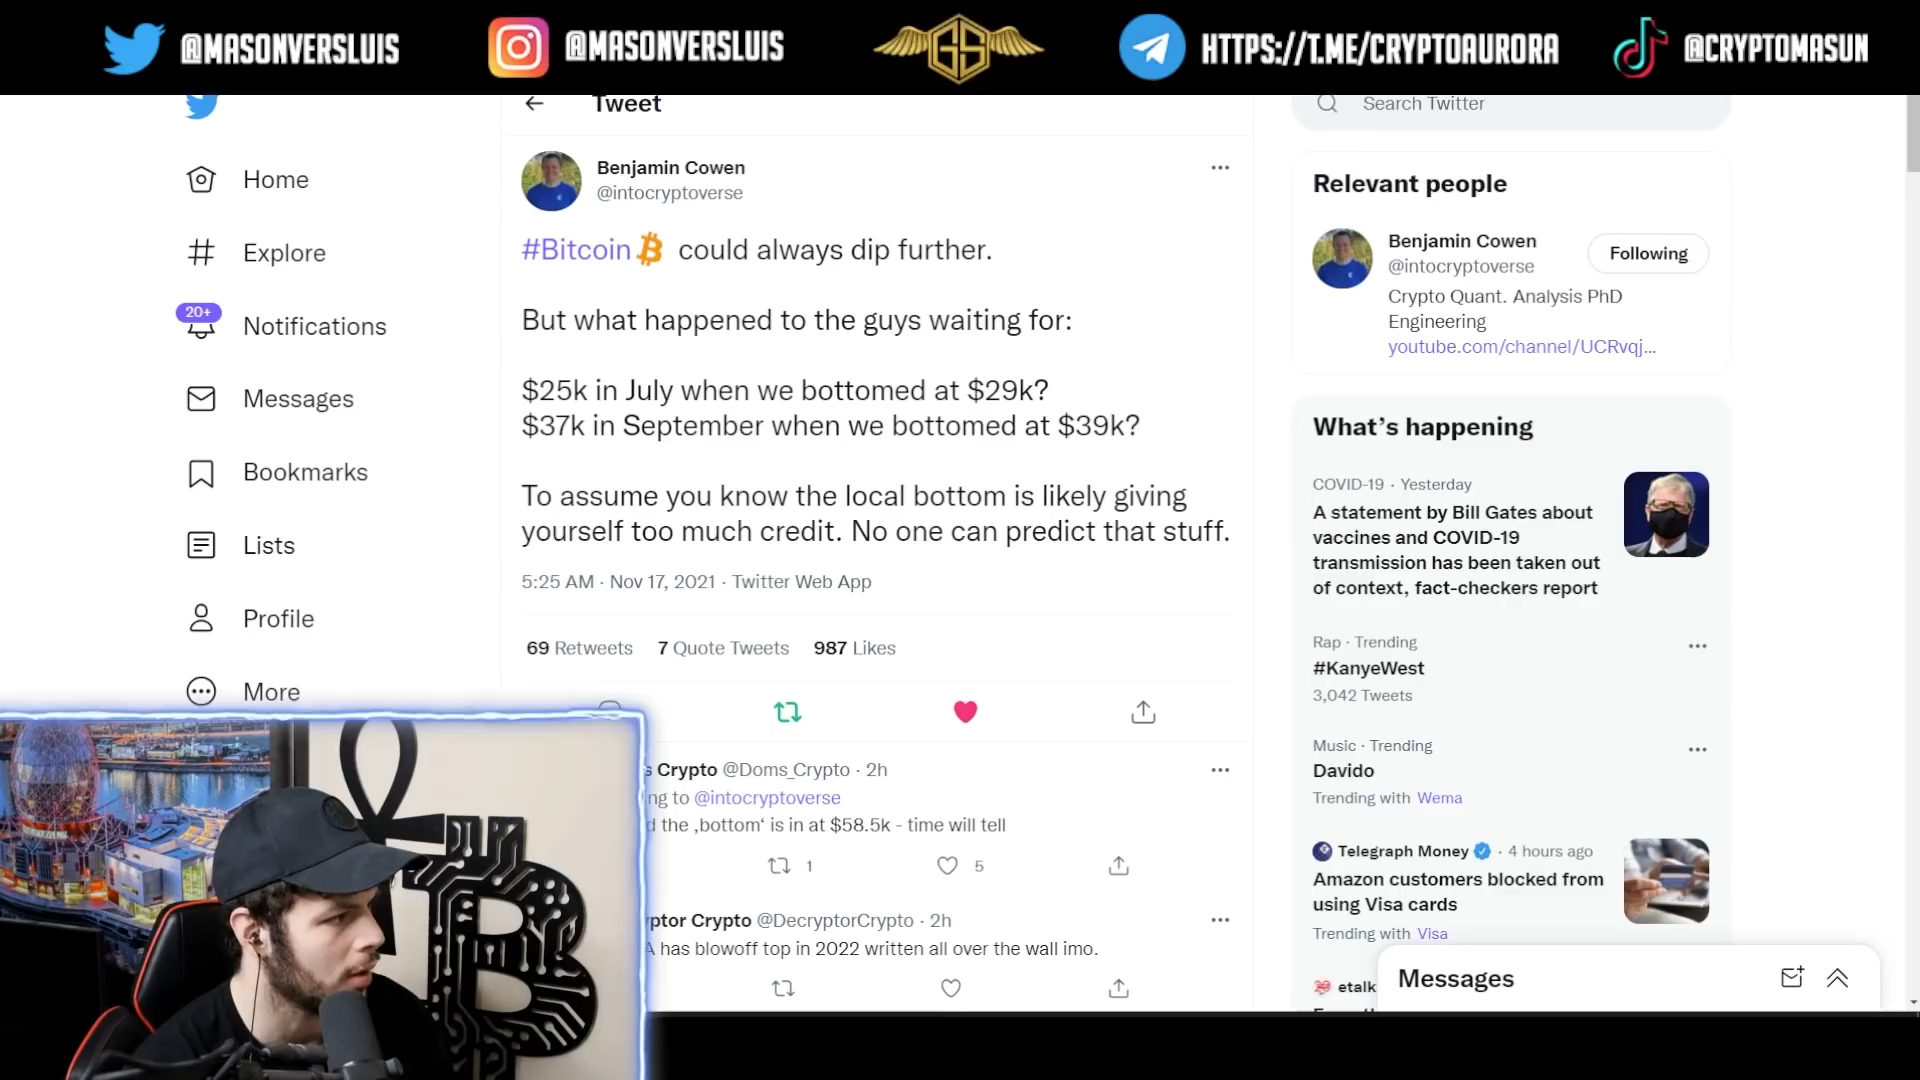 @MASONVERSLUIS
@MASONVERSLUIS
GS
HTTPS://T.ME/CRYPTOAURORA
@CRYPTOMASUN
Tweet
Search Twitter
Home
Explore
20+
Notifications
Messages
Bookmarks
Lists
Profile
More
Benjamin Cowen
@intocryptoverse
#Bitcoin could always dip further.
But what happened to the guys waiting for:
$25k in July when we bottomed at $29k?
$37k in September when we bottomed at $39k?
To assume you know the local bottom is likely giving
yourself too much credit. No one can predict that stuff.
5:25 AM · Nov 17, 2021 · Twitter Web App
69 Retweets 7 Quote Tweets 987 Likes
Crypto @Doms_Crypto · 2h
to @intocryptoverse
the ‚bottom‘ is in at $58.5k - time will tell
1 5
Crypto @DecryptorCrypto · 2h
has blowoff top in 2022 written all over the wall imo.
Relevant people
Benjamin Cowen
@intocryptoverse
Following
Crypto Quant. Analysis PhD
Engineering
youtube.com/channel/UCRvqj...
What's happening
COVID-19 · Yesterday
A statement by Bill Gates about
vaccines and COVID-19
transmission has been taken out
of context, fact-checkers report
Rap · Trending
#KanyeWest
3,042 Tweets
Music · Trending
Davido
Trending with Wema
Telegraph Money · 4 hours ago
Amazon customers blocked from
using Visa cards
Trending with Visa
etalk
Messages